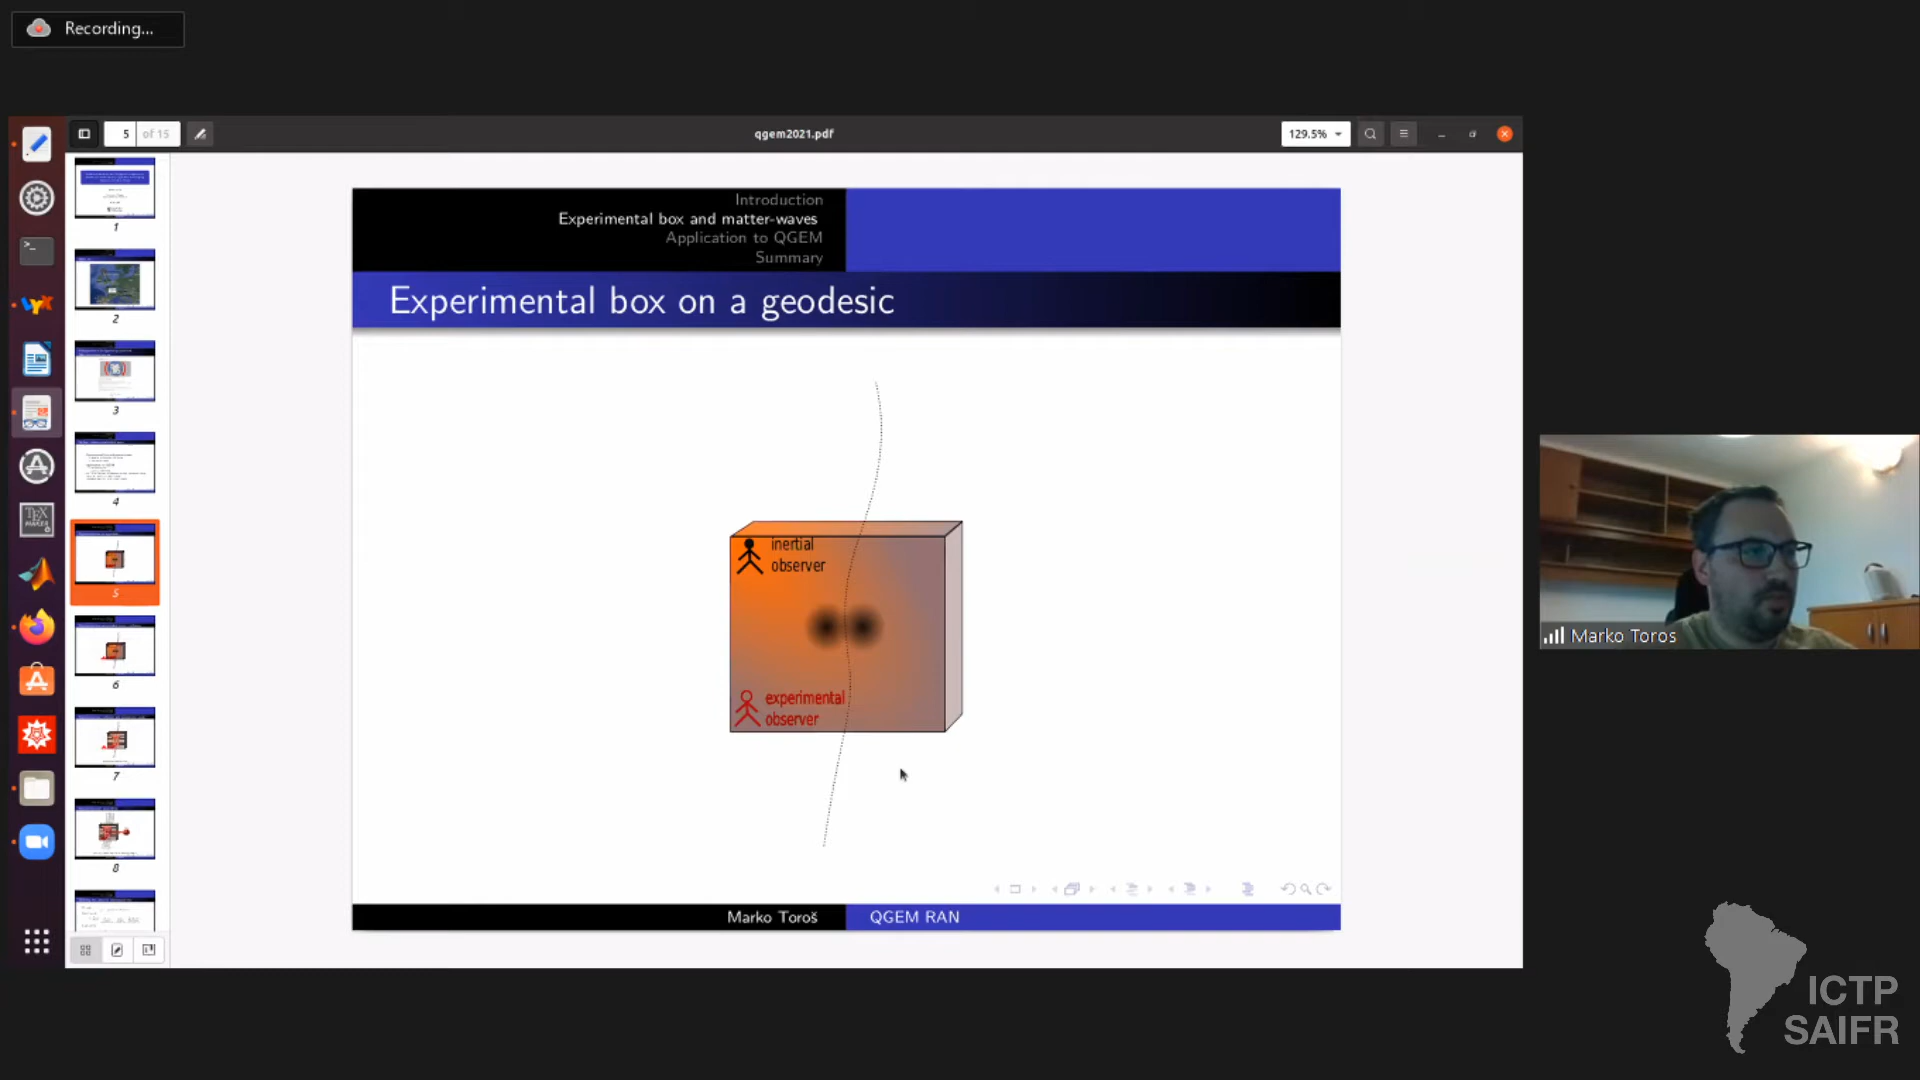 Recording...
5 of 15
qgem2021.pdf
129.5%
Introduction
Experimental box and matter-waves
Application to QGEM
Summary
Experimental box on a geodesic
inertial
observer
experimental
observer
Marko Toroš
QGEM RAN
1
2
3
4
5
6
7
8
Marko Toros
ICTP
SAIFR